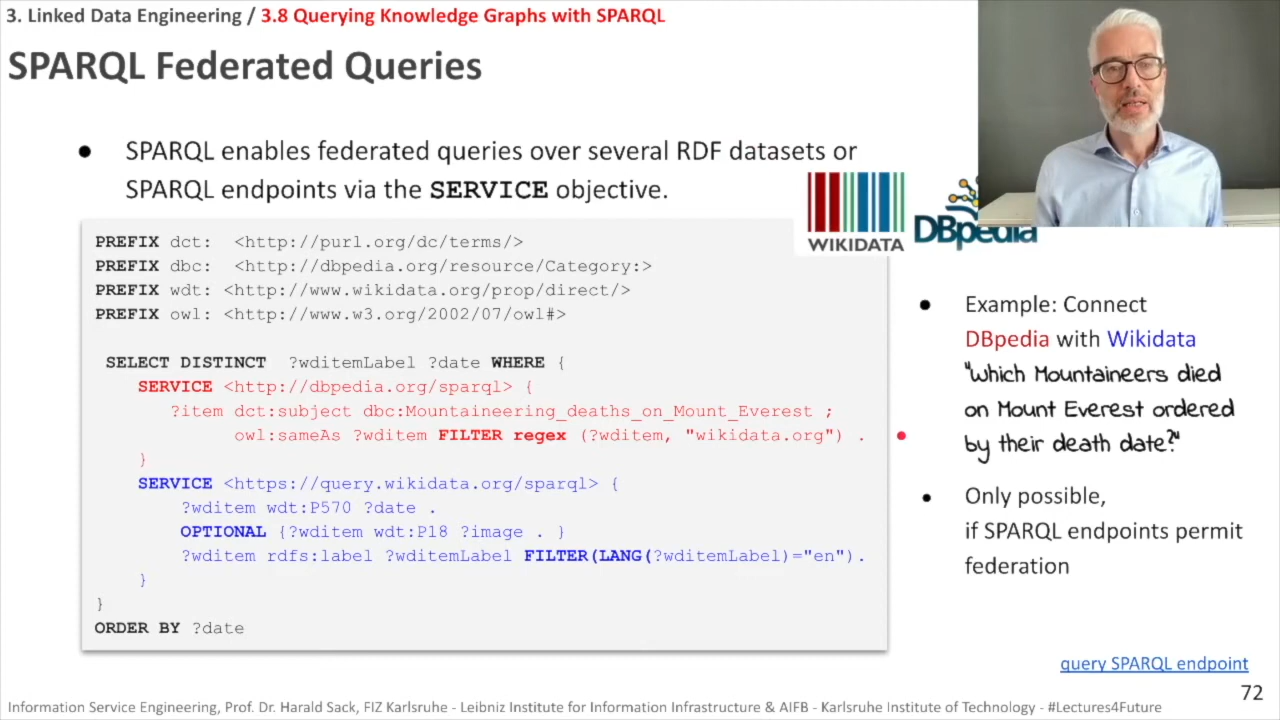 3. Linked Data Engineering / 3.8 Querying Knowledge Graphs with SPARQL
SPARQL Federated Queries
● SPARQL enables federated queries over several RDF datasets or
SPARQL endpoints via the SERVICE objective.
WIKIDATA
DBpedia
PREFIX dct: <http://purl.org/dc/terms/>
PREFIX dbc: <http://dbpedia.org/resource/Category:>
PREFIX wdt: <http://www.wikidata.org/prop/direct/>
PREFIX owl: <http://www.w3.org/2002/07/owl#>
SELECT DISTINCT ?wditemLabel ?date WHERE {
SERVICE <http://dbpedia.org/sparql> {
?item dct:subject dbc:Mountaineering_deaths_on_Mount_Everest ;
owl:sameAs ?wditem FILTER regex (?wditem, "wikidata.org") .
}
SERVICE <https://query.wikidata.org/sparql> {
?wditem wdt:P570 ?date .
OPTIONAL {?wditem wdt:P18 ?image . }
?wditem rdfs:label ?wditemLabel FILTER(LANG(?wditemLabel)="en").
}
}
ORDER BY ?date
● Example: Connect
DBpedia with Wikidata
"Which Mountaineers died
on Mount Everest ordered
by their death date?"
● Only possible,
if SPARQL endpoints permit
federation
query SPARQL endpoint
72
Information Service Engineering, Prof. Dr. Harald Sack, FIZ Karlsruhe - Leibniz Institute for Information Infrastructure & AIFB - Karlsruhe Institute of Technology - #Lectures4Future